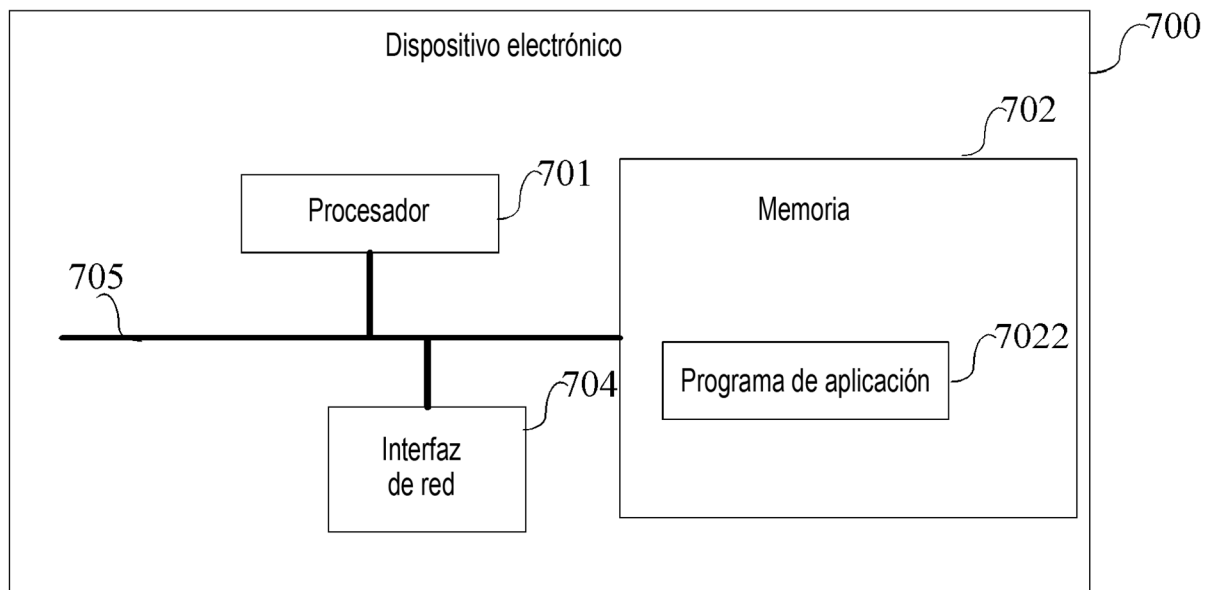 700
Dispositivo electrónico
702
701
Procesador
Memoria
705
7022
Programa de aplicación
704
Interfaz
de red